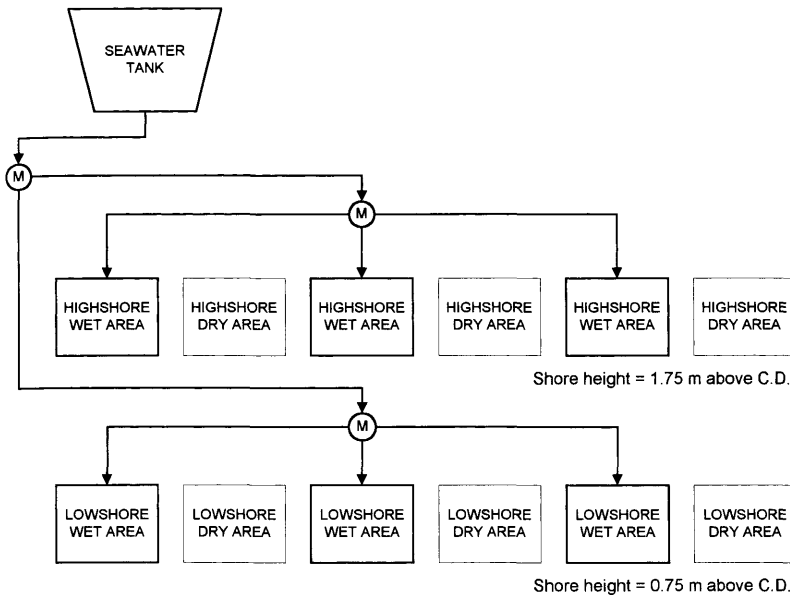 SEAWATER
TANK
M
M
HIGHSHORE
WET AREA
HIGHSHORE
DRY AREA
HIGHSHORE
WET AREA
HIGHSHORE
DRY AREA
HIGHSHORE
WET AREA
HIGHSHORE
DRY AREA
Shore height = 1.75 m above C.D.
M
LOWSHORE
WET AREA
LOWSHORE
DRY AREA
LOWSHORE
WET AREA
LOWSHORE
DRY AREA
LOWSHORE
WET AREA
LOWSHORE
DRY AREA
Shore height = 0.75 m above C.D.